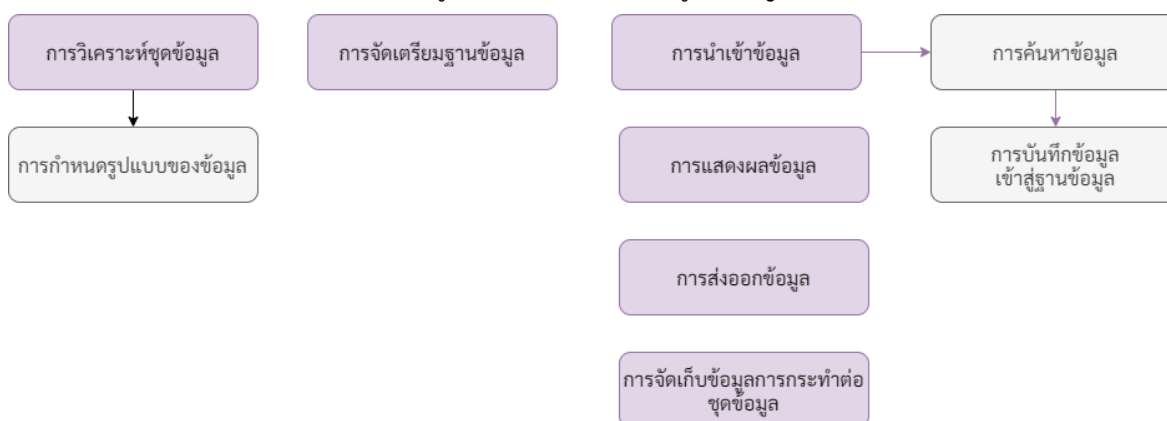 การวิเคราะห์ชุดข้อมูล
การจัดเตรียมฐานข้อมูล
การนำเข้าข้อมูล
การค้นหาข้อมูล
การกำหนดรูปแบบของข้อมูล
การแสดงผลข้อมูล
การบันทึกข้อมูล
เข้าสู่ฐานข้อมูล
การส่งออกข้อมูล
การจัดเก็บข้อมูลการกระทำต่อ
ชุดข้อมูล